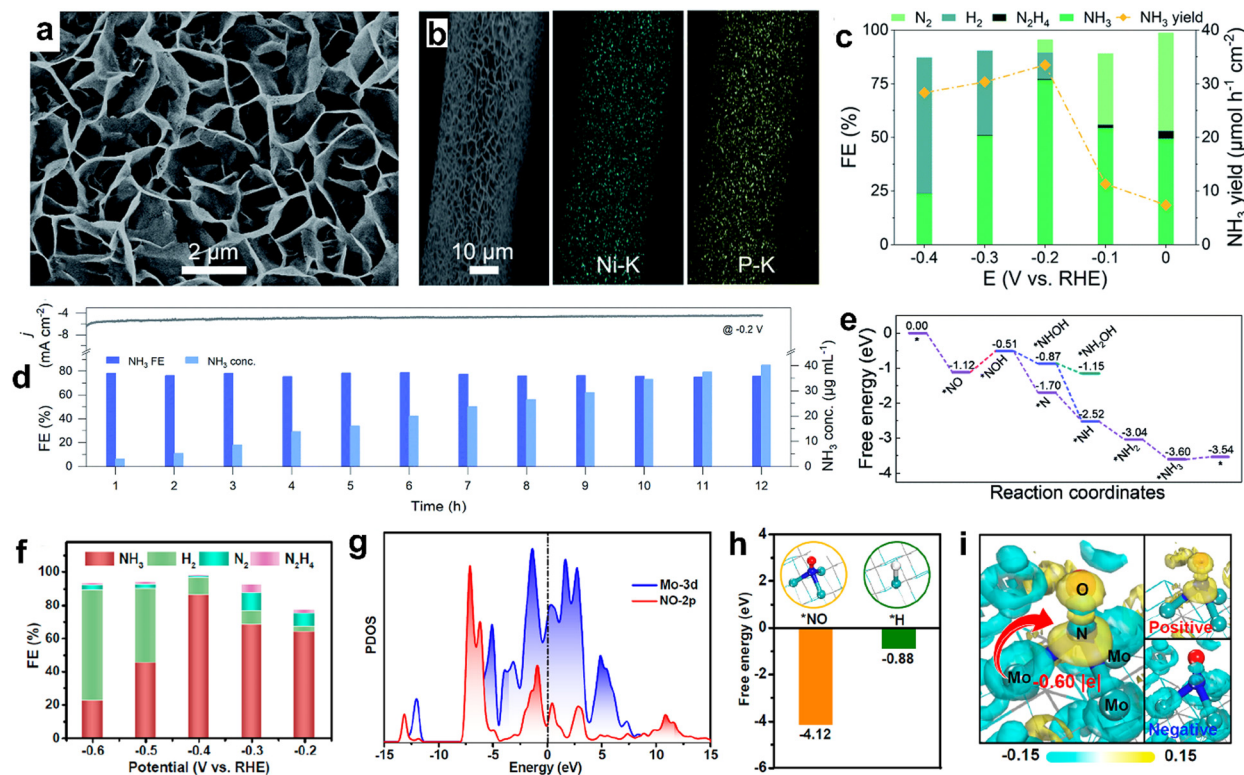 a
2 µm
b
10 µm
Ni-K
P-K
c
N₂ H₂ N₂H₄ NH₃ NH₃ yield
FE (%)
100
75
50
25
0
40
30
20
10
0
NH₃ yield (µmol h⁻¹ cm⁻²)
-0.4 -0.3 -0.2 -0.1 0
E (V vs. RHE)
d
j
(mA cm⁻²)
-4
-8
@ -0.2 V
NH₃ FE NH₃ conc.
FE (%)
80
60
40
20
0
40
30
20
10
0
NH₃ conc. (µg mL⁻¹)
1 2 3 4 5 6 7 8 9 10 11 12
Time (h)
e
Free energy (eV)
0
-1
-2
-3
-4
0.00
*
-1.12
*NO
-0.51
*NOH
*NHOH
-0.87
*NH₂OH
-1.15
-1.70
*N
-2.52
*NH
-3.04
*NH₂
-3.60
*NH₃
-3.54
*
Reaction coordinates
f
NH₃ H₂ N₂ N₂H₄
FE (%)
100
80
60
40
20
0
-0.6 -0.5 -0.4 -0.3 -0.2
Potential (V vs. RHE)
g
Mo-3d
NO-2p
PDOS
-15 -10 -5 0 5 10 15
Energy (eV)
h
Free energy (eV)
4
2
0
-2
-4
-6
*NO
*H
-0.88
-4.12
i
O
N
Mo
Mo
Mo
-0.60 |e|
Positive
Negative
-0.15 0.15